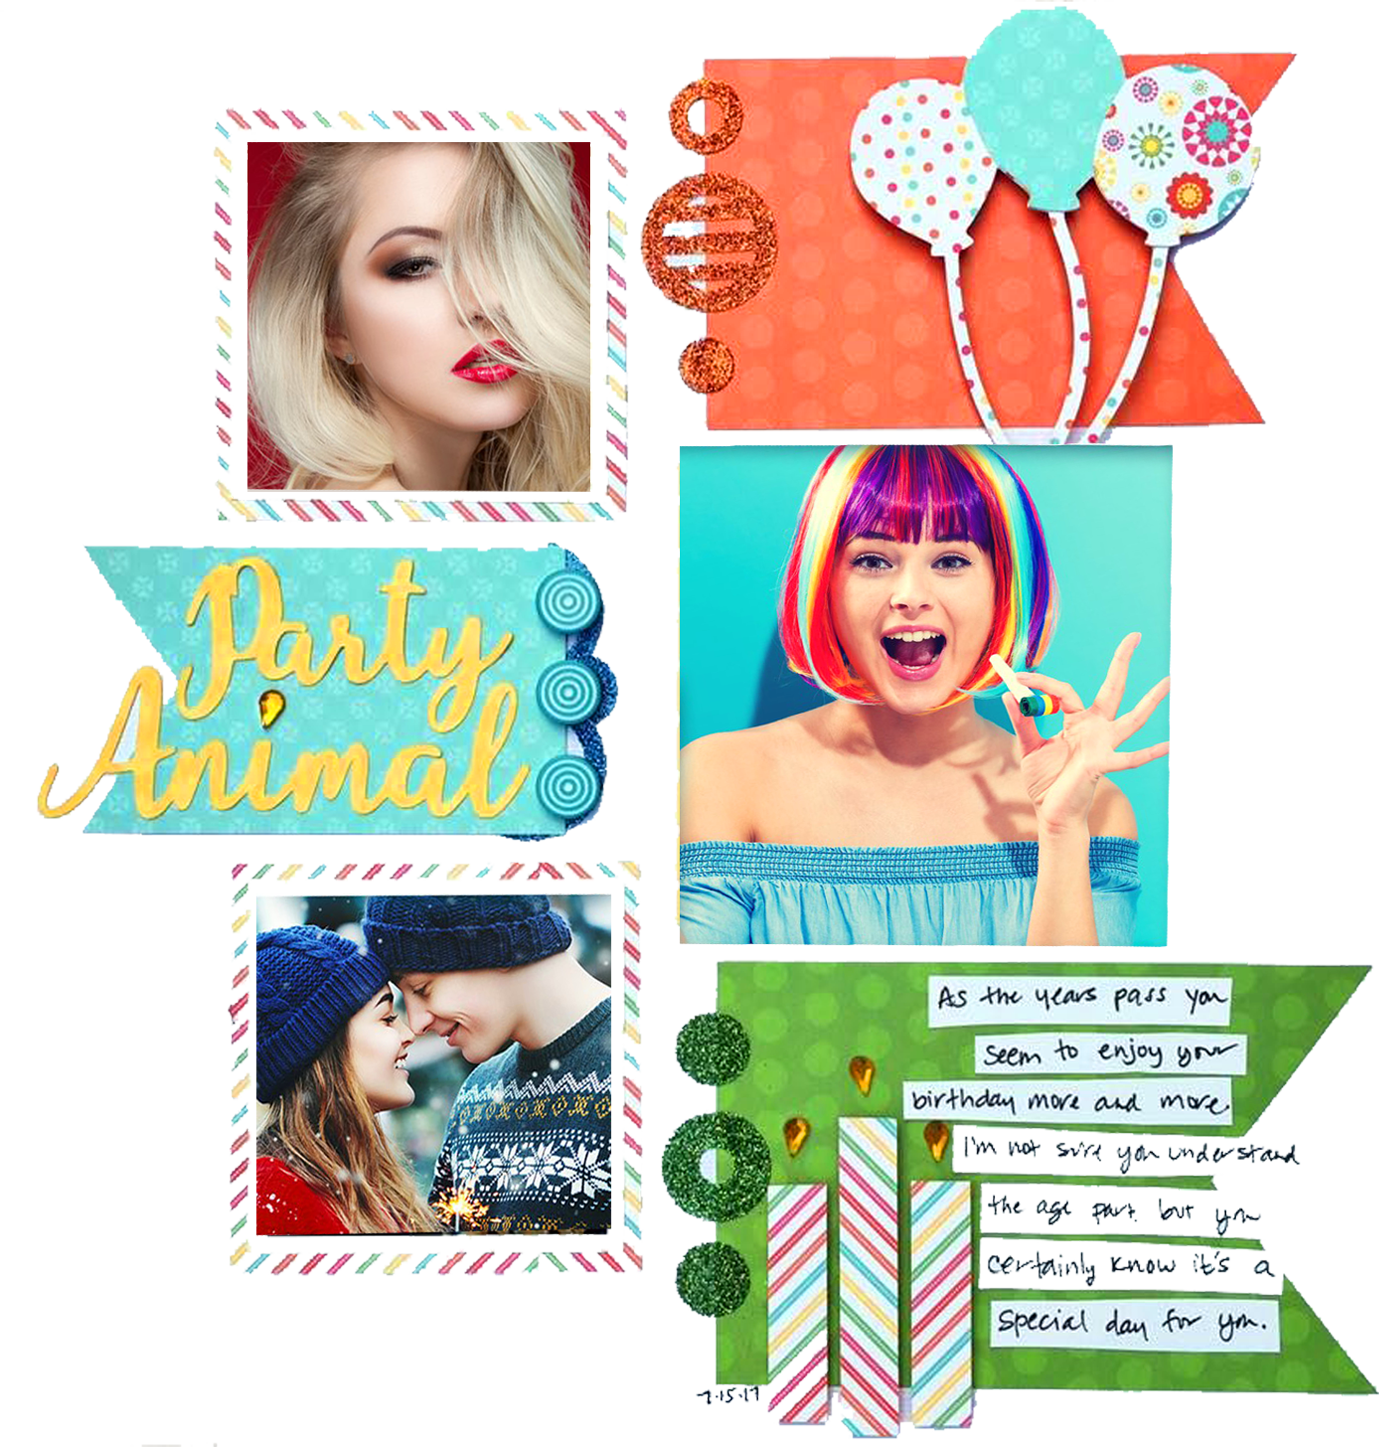 Party
Animal
As the years pass you
seem to enjoy your
birthday more and more.
I'm not sure you understand
the age part but you
certainly know it's a
special day for you.
7.15.17